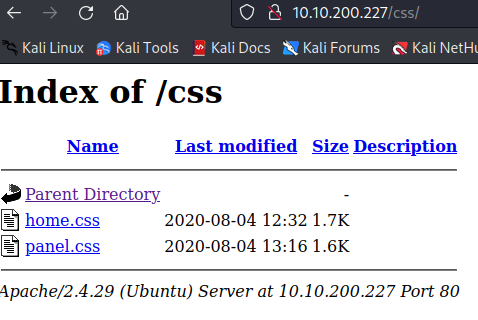 10.10.200.227/css/
Kali Linux Kali Tools Kali Docs Kali Forums Kali NetHu
Index of /css
Name Last modified Size Description
Parent Directory -
home.css 2020-08-04 12:32 1.7K
panel.css 2020-08-04 13:16 1.6K
Apache/2.4.29 (Ubuntu) Server at 10.10.200.227 Port 80